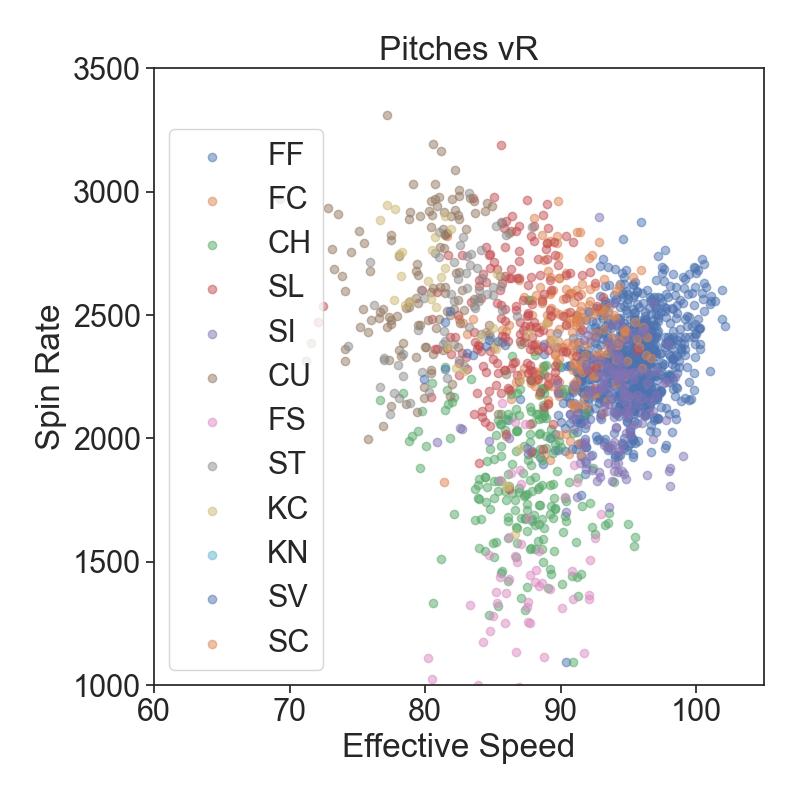 Pitches vR
3500
3000
2500
2000
1500
1000
Spin Rate
FF
FC
CH
SL
SI
CU
FS
ST
KC
KN
SV
SC
60 70 80 90 100
Effective Speed